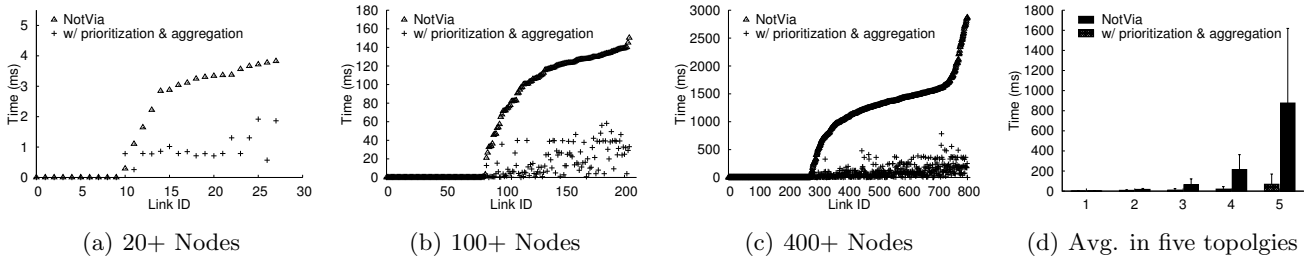 5
4
3
2
1
0
Time (ms)
NotVia
w/ prioritization & aggregation
0 5 10 15 20 25 30
Link ID
(a) 20+ Nodes
180
160
140
120
100
80
60
40
20
0
Time (ms)
NotVia
w/ prioritization & aggregation
0 50 100 150 200
Link ID
(b) 100+ Nodes
3000
2500
2000
1500
1000
500
0
Time (ms)
NotVia
w/ prioritization & aggregation
0 100 200 300 400 500 600 700 800
Link ID
(c) 400+ Nodes
1800
1600
1400
1200
1000
800
600
400
200
0
Time (ms)
NotVia
w/ prioritization & aggregation
1 2 3 4 5
(d) Avg. in five topolgies